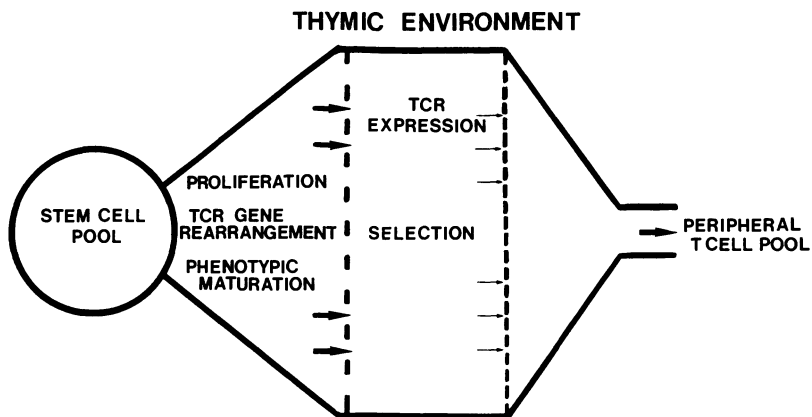 THYMIC ENVIRONMENT
TCR
EXPRESSION
PROLIFERATION
STEM CELL
POOL
TCR GENE
REARRANGEMENT
SELECTION
PERIPHERAL
T CELL POOL
PHENOTYPIC
MATURATION